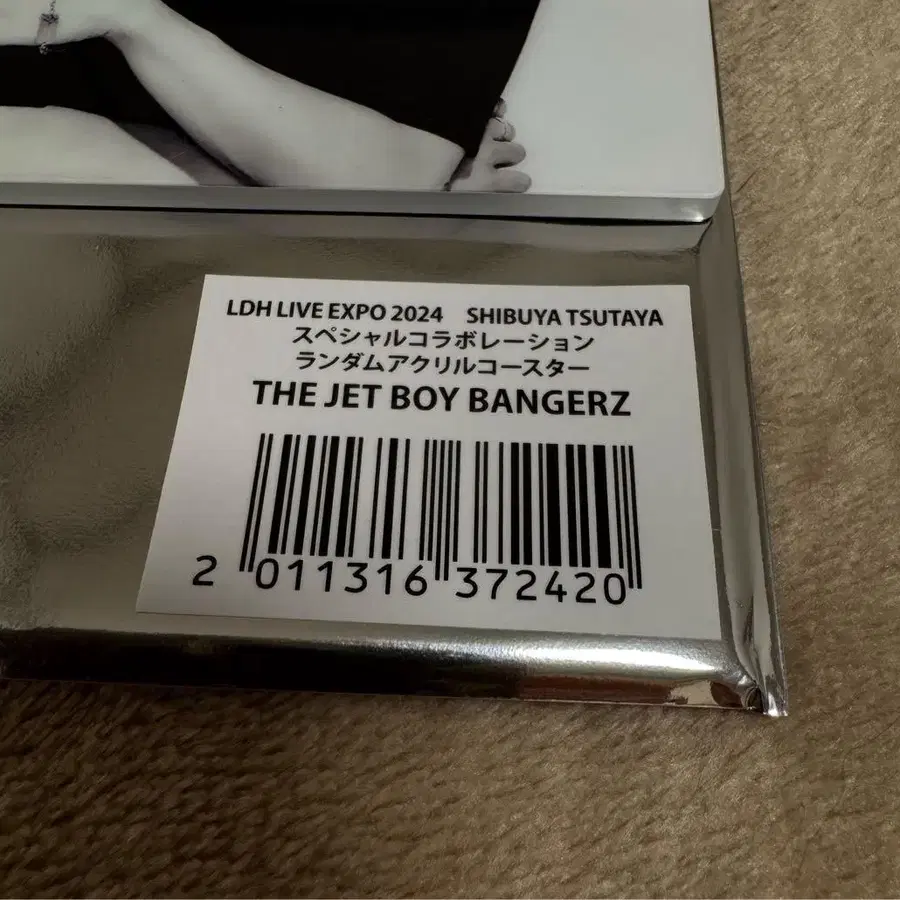 LDH LIVE EXPO 2024　SHIBUYA TSUTAYA
スペシャルコラボレーション
ランダムアクリルコースター
THE JET BOY BANGERZ
2 011316 372420